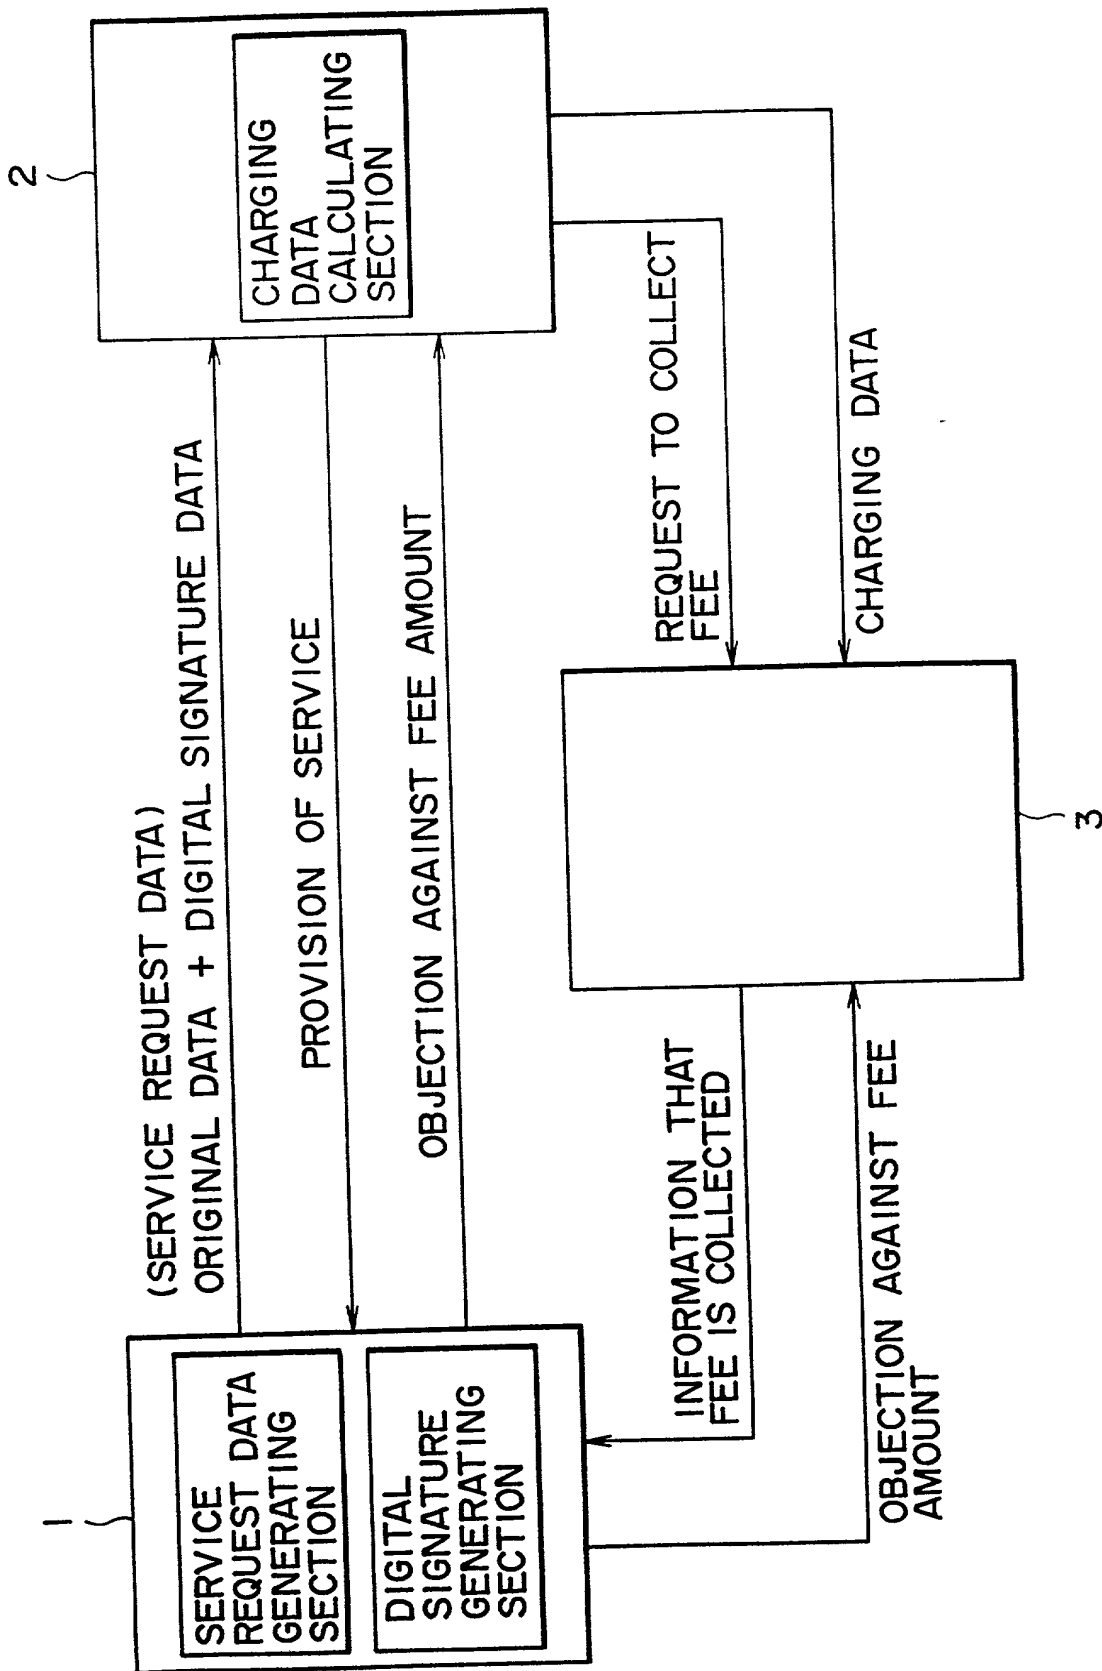 1
SERVICE
REQUEST DATA
GENERATING
SECTION
DIGITAL
SIGNATURE
GENERATING
SECTION
(SERVICE REQUEST DATA)
ORIGINAL DATA + DIGITAL SIGNATURE DATA
PROVISION OF SERVICE
OBJECTION AGAINST FEE AMOUNT
2
CHARGING
DATA
CALCULATING
SECTION
INFORMATION THAT
FEE IS COLLECTED
OBJECTION AGAINST FEE
AMOUNT
REQUEST TO COLLECT
FEE
CHARGING DATA
3